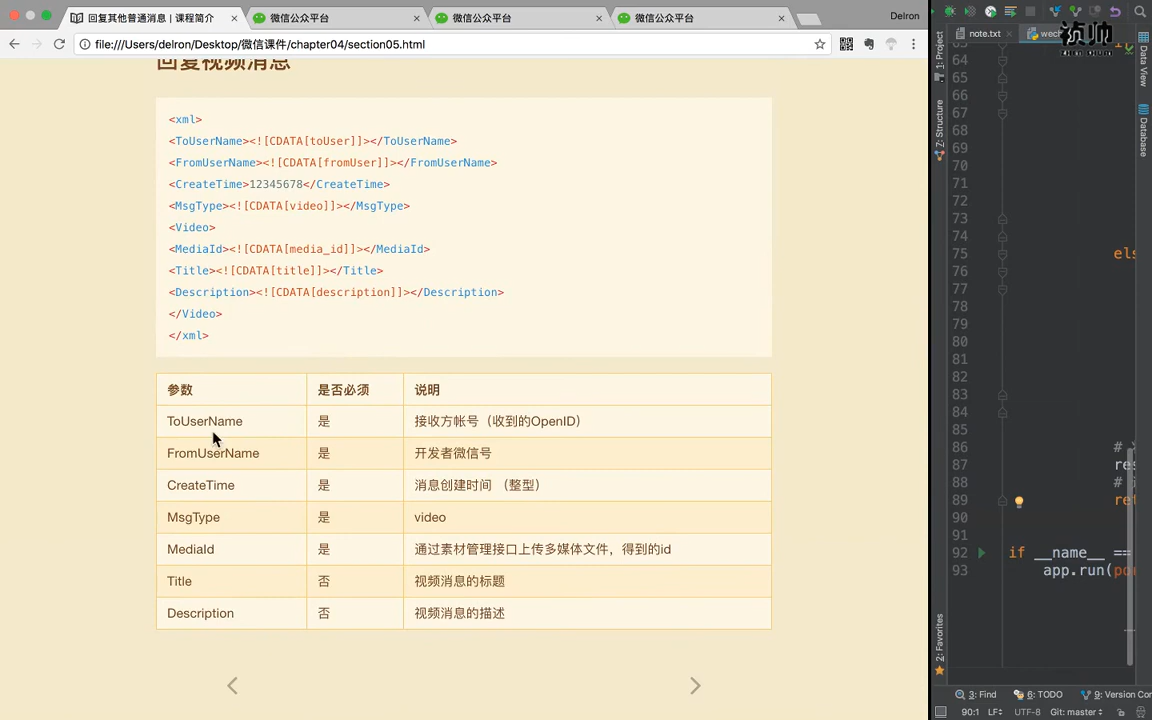 回复其他普通消息 | 课程简介
微信公众平台
微信公众平台
微信公众平台
Delron
file:///Users/delron/Desktop/微信课件/chapter04/section05.html
回复视频消息
<xml>
<ToUserName><![CDATA[toUser]]></ToUserName>
<FromUserName><![CDATA[fromUser]]></FromUserName>
<CreateTime>12345678</CreateTime>
<MsgType><![CDATA[video]]></MsgType>
<Video>
<MediaId><![CDATA[media_id]]></MediaId>
<Title><![CDATA[title]]></Title>
<Description><![CDATA[description]]></Description>
</Video>
</xml>
参数 是否必须 说明
ToUserName 是 接收方帐号（收到的OpenID）
FromUserName 是 开发者微信号
CreateTime 是 消息创建时间 （整型）
MsgType 是 video
MediaId 是 通过素材管理接口上传多媒体文件，得到的id
Title 否 视频消息的标题
Description 否 视频消息的描述
note.txt
wech
祯帅
Zhen Shuai
1: Project
7: Structure
2: Favorites
Data View
Database
64
65
66
67
68
69
70
71
72
73
74
75 els
76
77
78
79
80
81
82
83
84
85
86 #
87 res
88 #
89 ret
90
91
92 if __name__ ==
93 app.run(po
3: Find
6: TODO
9: Version Con
90:1 LF UTF-8 Git: master